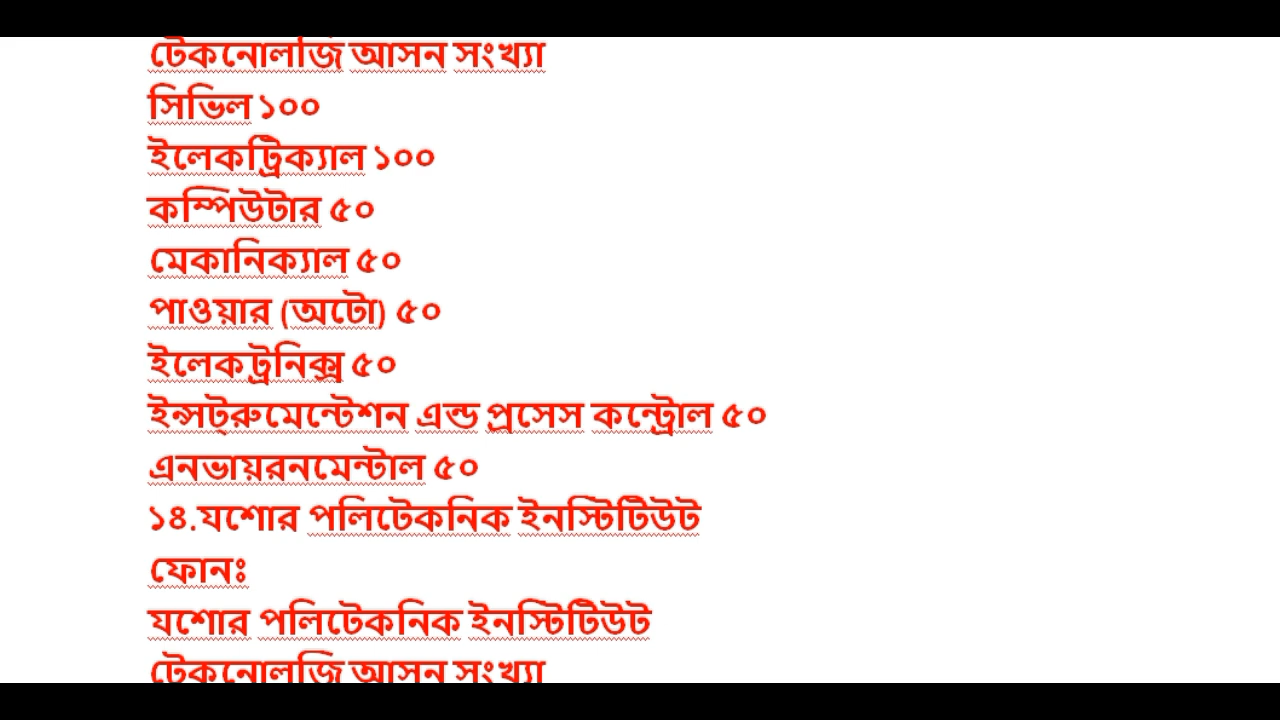 টেকনোলজি আসন সংখ্যা
সিভিল ১০০
ইলেকট্রিক্যাল ১০০
কম্পিউটার ৫০
মেকানিক্যাল ৫০
পাওয়ার (অটো) ৫০
ইলেকট্রনিক্স ৫০
ইন্সট্রুমেন্টেশন এন্ড প্রসেস কন্ট্রোল ৫০
এনভায়রনমেন্টাল ৫০
১৪.যশোর পলিটেকনিক ইনস্টিটিউট
ফোনঃ
যশোর পলিটেকনিক ইনস্টিটিউট
টেকনোলজি আসন সংখ্যা